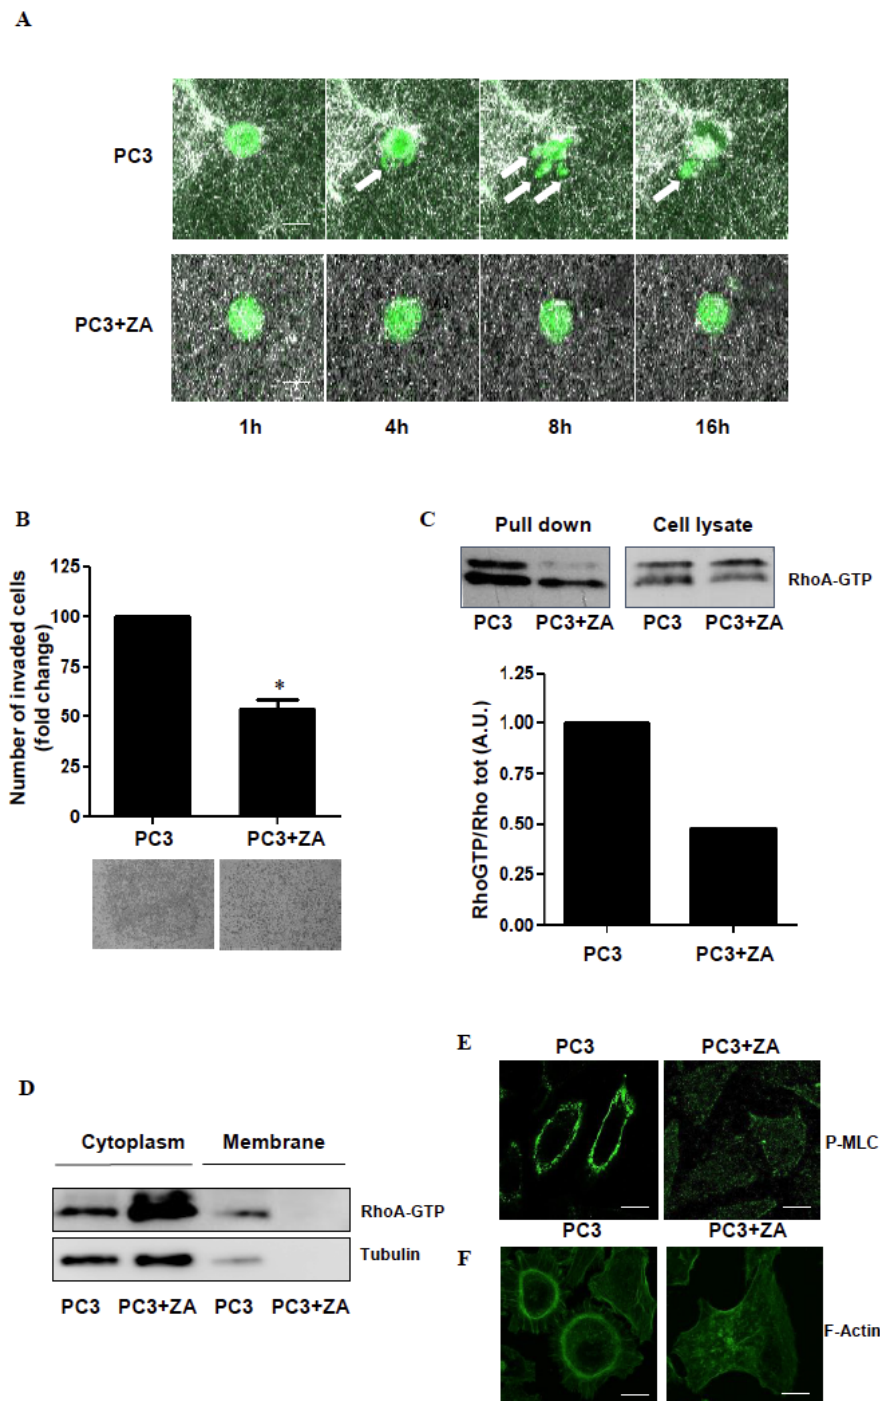 A
PC3
PC3+ZA
1h 4h 8h 16h
B
Number of invaded cells
(fold change)
125
100
75
50
25
0
*
PC3 PC3+ZA
C
Pull down Cell lysate
RhoA-GTP
PC3 PC3+ZA PC3 PC3+ZA
RhoGTP/Rho tot (A.U.)
1.25
1.00
0.75
0.50
0.25
0.00
PC3 PC3+ZA
D
Cytoplasm Membrane
RhoA-GTP
Tubulin
PC3 PC3+ZA PC3 PC3+ZA
E
PC3 PC3+ZA
P-MLC
F
PC3 PC3+ZA
F-Actin